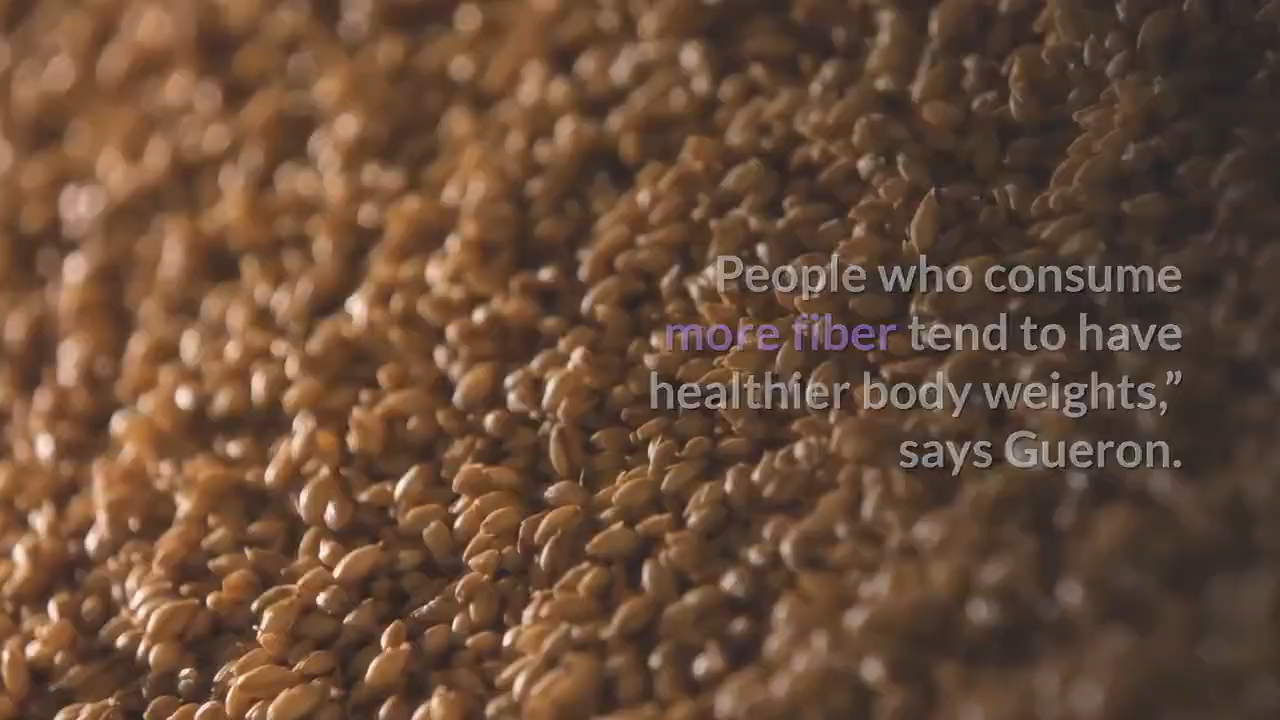 People who consume
more fiber tend to have
healthier body weights,”
says Gueron.